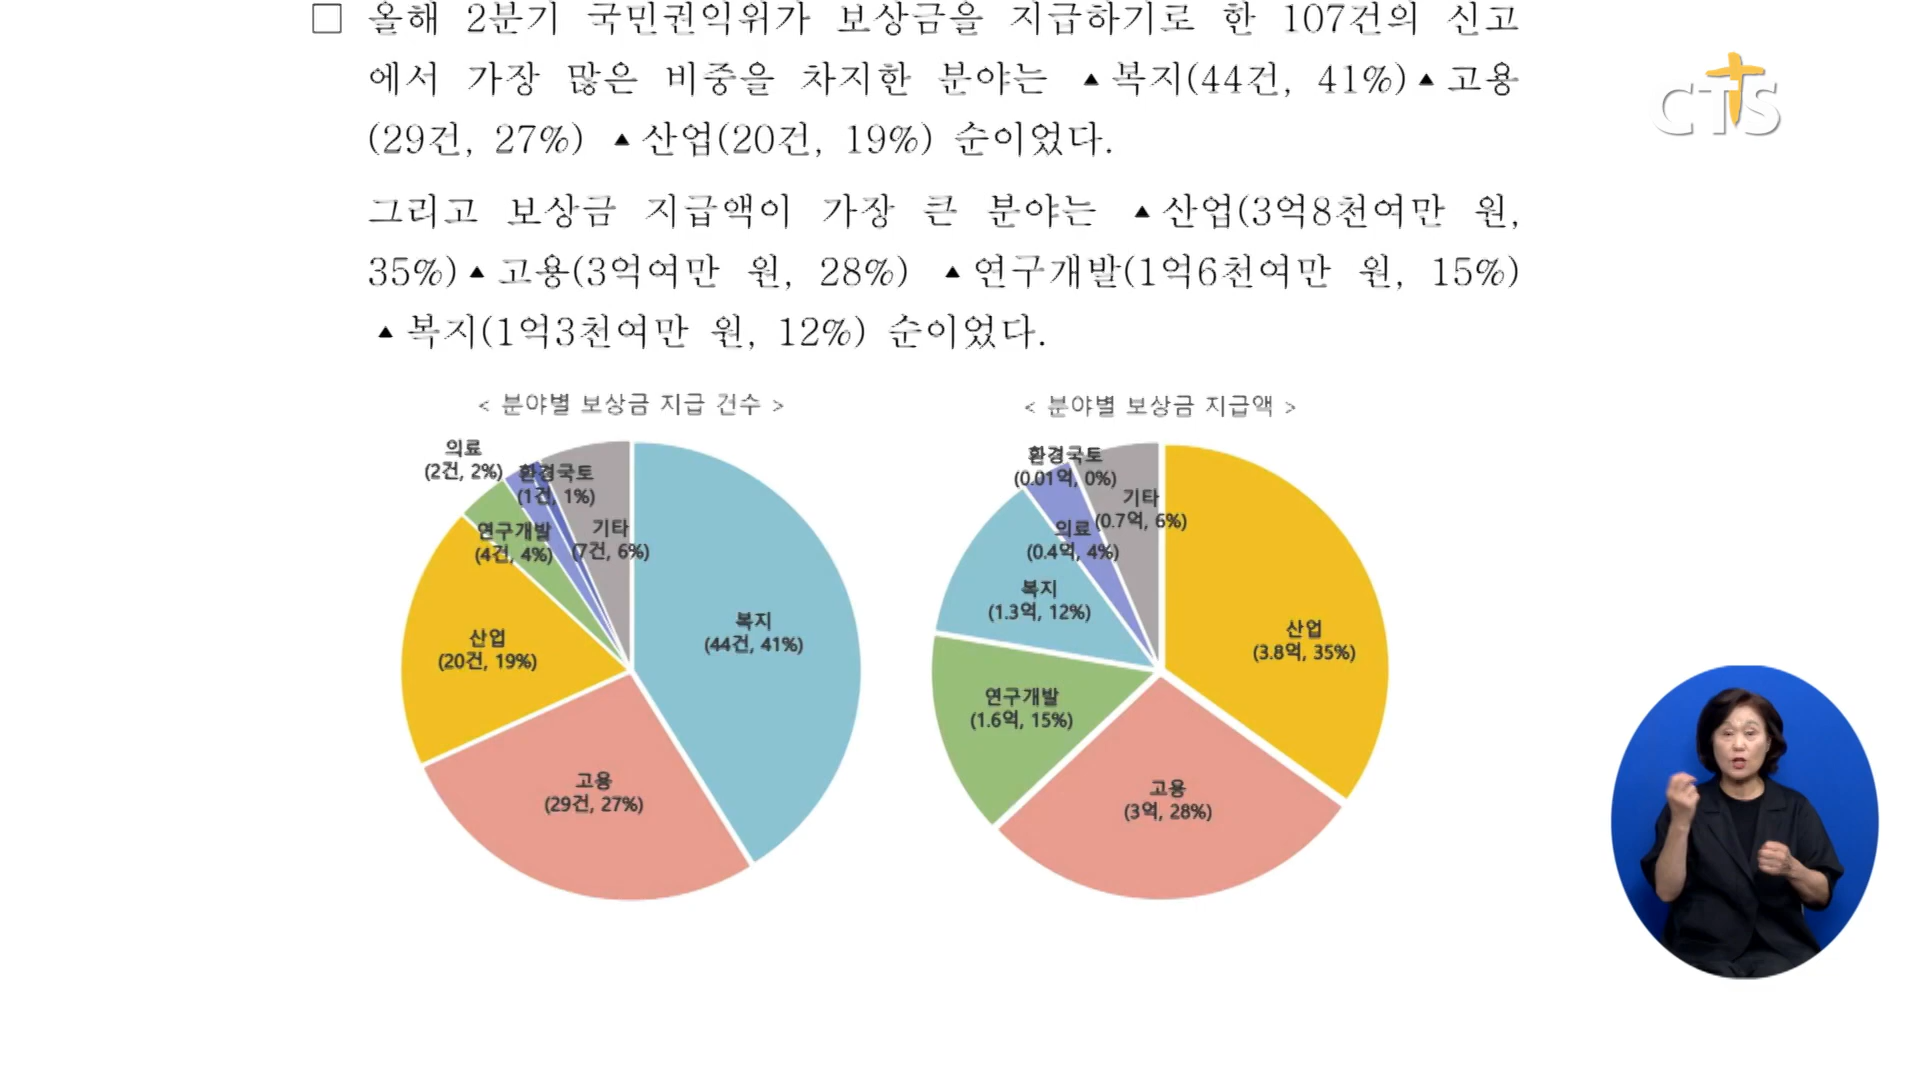 □ 올해 2분기 국민권익위가 보상금을 지급하기로 한 107건의 신고
에서 가장 많은 비중을 차지한 분야는 ▲복지(44건, 41%)▲고용
(29건, 27%) ▲산업(20건, 19%) 순이었다.
그리고 보상금 지급액이 가장 큰 분야는 ▲산업(3억8천여만 원,
35%)▲고용(3억여만 원, 28%) ▲연구개발(1억6천여만 원, 15%)
▲복지(1억3천여만 원, 12%) 순이었다.
CTS
< 분야별 보상금 지급 건수 >
의료
(2건, 2%)
환경국토
(1건, 1%)
연구개발
(4건, 4%)
기타
(7건, 6%)
복지
(44건, 41%)
산업
(20건, 19%)
고용
(29건, 27%)
< 분야별 보상금 지급액 >
환경국토
(0.01억, 0%)
기타
(0.7억, 6%)
의료
(0.4억, 4%)
복지
(1.3억, 12%)
산업
(3.8억, 35%)
연구개발
(1.6억, 15%)
고용
(3억, 28%)